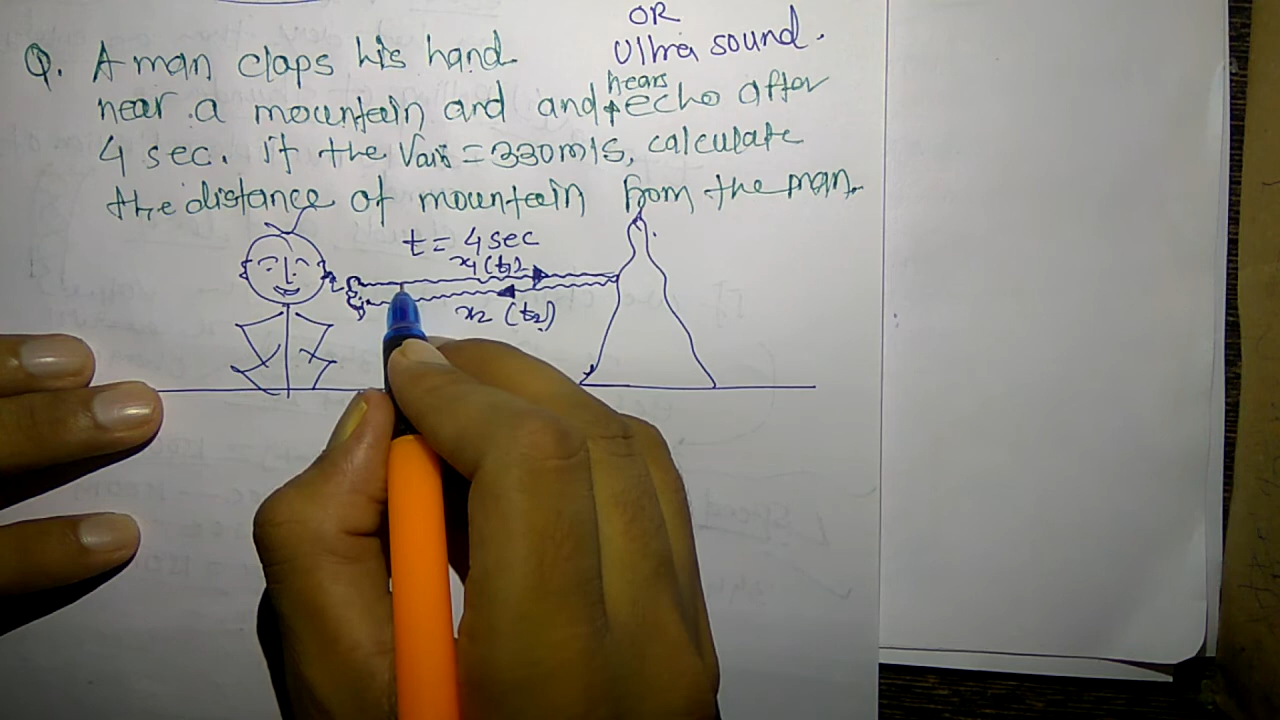 OR
Ultra sound.
Q. A man claps his hand
near a mountain and and hears echo after
4 sec. if the Vair = 330m/s, calculate
the distance of mountain from the man.
t = 4 sec
x1 (t1)
x2 (t2)